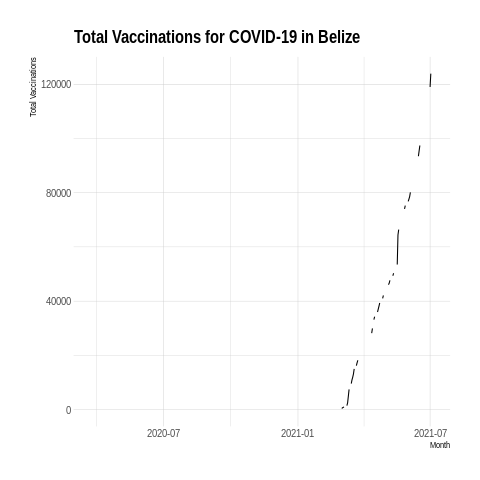 Total Vaccinations for COVID-19 in Belize
Total Vaccinations
120000
80000
40000
0
2020-07 2021-01 2021-07
Month